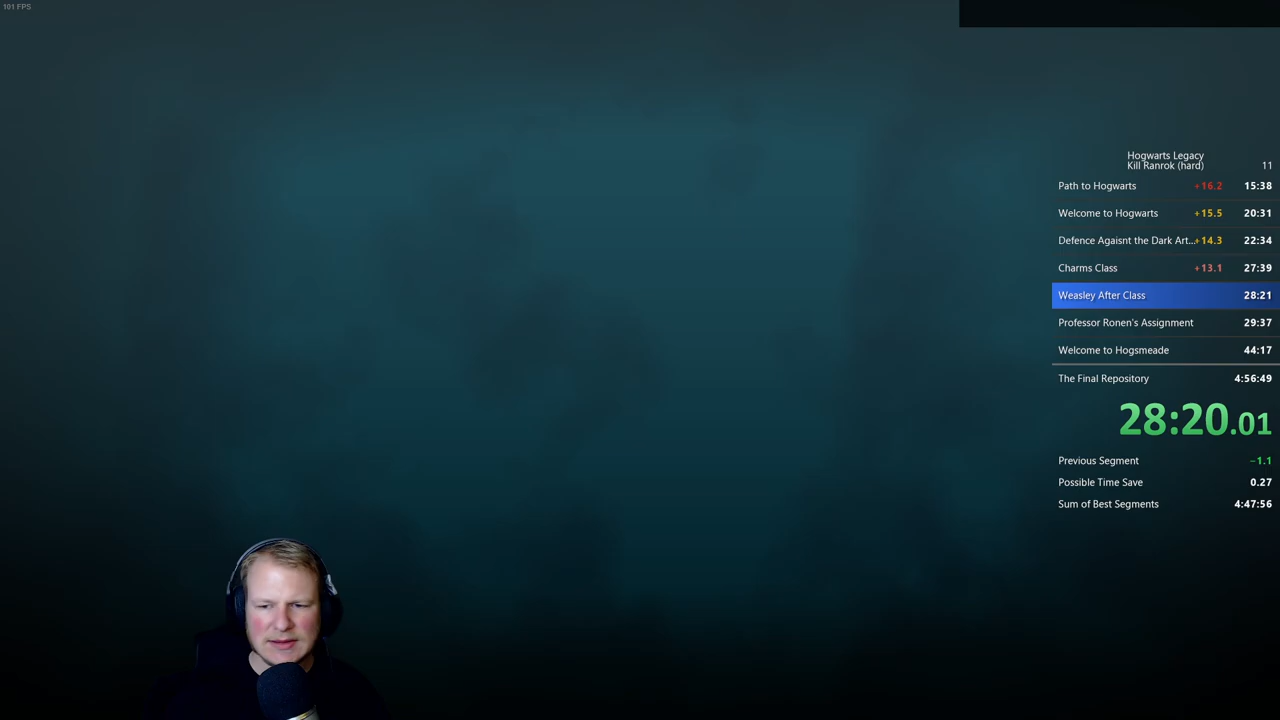 101 FPS
Hogwarts Legacy
Kill Ranrok (hard) 11
Path to Hogwarts +16.2 15:38
Welcome to Hogwarts +15.5 20:31
Defence Agaisnt the Dark Art... +14.3 22:34
Charms Class +13.1 27:39
Weasley After Class 28:21
Professor Ronen's Assignment 29:37
Welcome to Hogsmeade 44:17
The Final Repository 4:56:49
28:20.01
Previous Segment −1.1
Possible Time Save 0.27
Sum of Best Segments 4:47:56